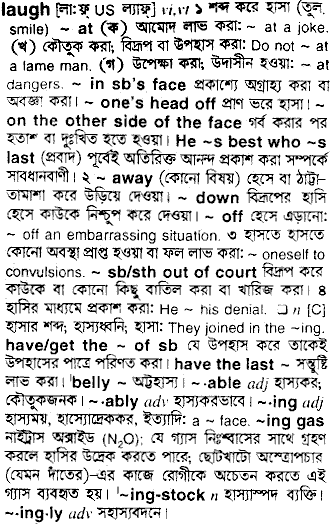 laugh [লা:ফ্ US ল্যাফ্] vi,vt ১ শব্দ করে হাসা (তুল.
smile) ~ at (ক) আমোদ লাভ করা: ~ at a joke.
(খ) কৌতুক করা; বিদ্রূপ বা উপহাস করা: Do not ~ at
a lame man. (গ) উপেক্ষা করা; উদাসীন হওয়া: ~ at
dangers. ~ in sb's face প্রকাশ্যে অগ্রাহ্য করা বা
অবজ্ঞা করা। ~ one's head off প্রাণ ভরে হাসা। ~
on the other side of the face গর্ব করার পর
হতাশ বা দুঃখিত হতে হওয়া। He ~s best who ~s
last (প্রবাদ) পূর্বেই অতিরিক্ত আনন্দ প্রকাশ করা সম্পর্কে
সাবধানবাণী। ২ ~ away (কোনো বিষয়) হেসে বা ঠাট্টা-
তামাশা করে উড়িয়ে দেওয়া। ~ down বিদ্রূপের হাসি
হেসে কাউকে নিশ্চুপ করে দেওয়া। ~ off হেসে এড়ানো:
~ off an embarrassing situation. ৩ হাসতে হাসতে
কোনো অবস্থা প্রাপ্ত হওয়া বা ফল লাভ করা: ~ oneself to
convulsions. ~ sb/sth out of court বিদ্রূপ করে
কাউকে বা কোনো কিছু বাতিল করা বা খারিজ করা। ৪
হাসির মাধ্যমে প্রকাশ করা: He ~ his denial. □ n [C]
হাসার শব্দ; হাস্যধ্বনি; হাসা: They joined in the ~ing.
have/get the ~ of sb যে উপহাস করে তাকেই
উপহাসের পাত্রে পরিণত করা। have the last ~ সন্তুষ্টি
লাভ করা। 'belly ~ অট্টহাস্য। ~·able adj হাস্যকর;
কৌতুকজনক। ~·ably adv হাস্যকরভাবে। ~·ing adj
হাস্যময়, হাস্যোদ্রেককর, ইত্যাদি: a ~ face. ~ing gas
নাইট্রাস অক্সাইড (N₂O); যে গ্যাস নিঃশ্বাসের সাথে গ্রহণ
করলে হাসির উদ্রেক করতে পারে; ছোটখাটো অস্ত্রোপচার
(যেমন দাঁতের)-এর কাজে রোগীকে অচেতন করতে এই
গ্যাস ব্যবহৃত হয়। '~ing-stock n হাস্যাস্পদ ব্যক্তি।
~·ing·ly adv সহাস্যবদনে।